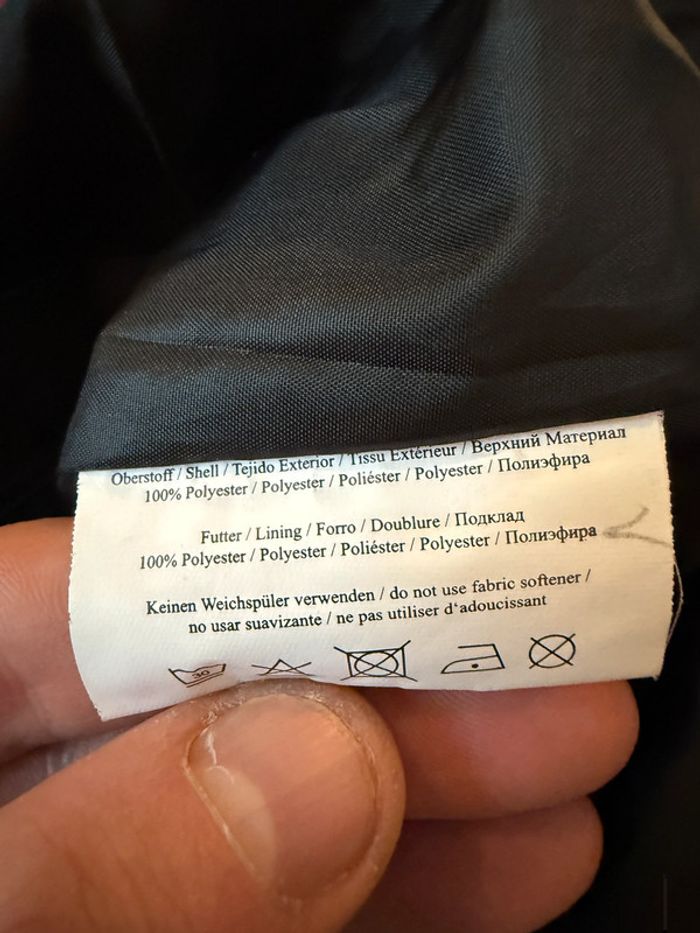 Oberstoff / Shell / Tejido Exterior / Tissu Extérieur / Верхний Материал
100% Polyester / Polyester / Poliéster / Polyester / Полиэфира
Futter / Lining / Forro / Doublure / Подклад
100% Polyester / Polyester / Poliéster / Polyester / Полиэфира
Keinen Weichspüler verwenden / do not use fabric softener /
no usar suavizante / ne pas utiliser d‘adoucissant
30